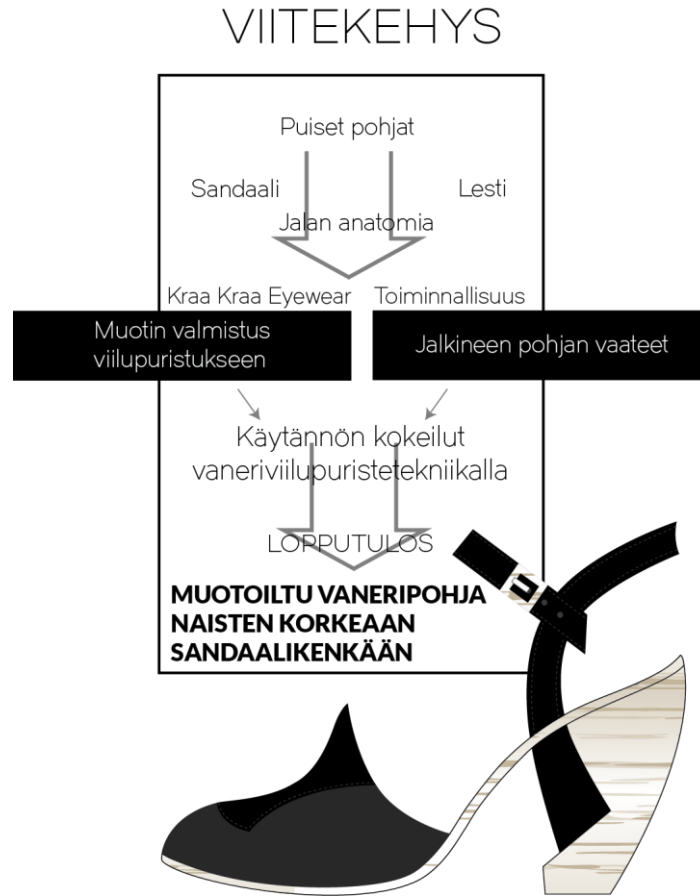 VIITEKEHYS
Puiset pohjat
Sandaali
Lesti
Jalan anatomia
Kraa Kraa Eyewear
Toiminnallisuus
Muotin valmistus
viilupuristukseen
Jalkineen pohjan vaateet
Käytännön kokeilut
vaneriviilupuristetekniikalla
LOPPUTULOS
MUOTOILTU VANERIPOHJA
NAISTEN KORKEAAN
SANDAALIKENKÄÄN